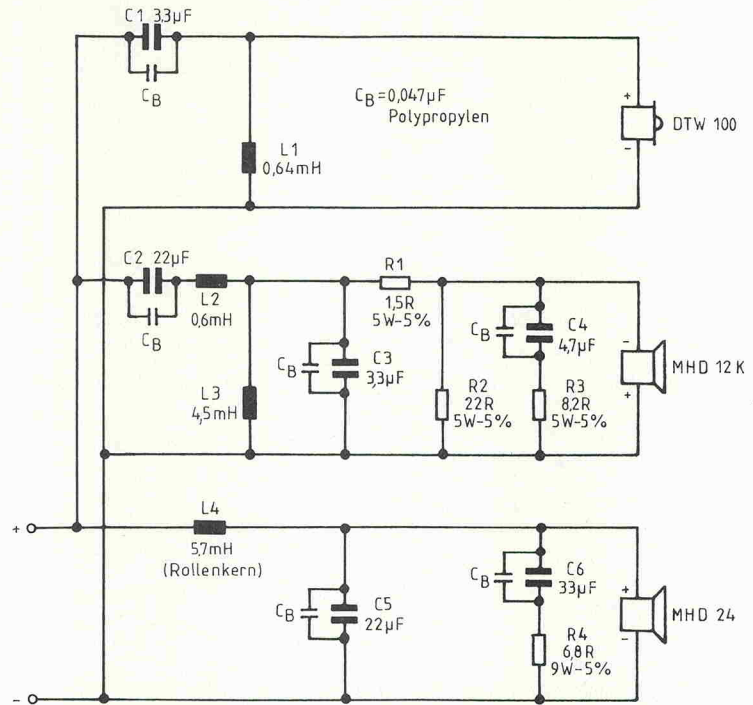 C1 3,3µF
CB
CB=0,047µF
Polypropylen
+
-
DTW 100
L1
0,64mH
C2 22µF
CB
L2
0,6mH
R1
1,5R
5W-5%
L3
4,5mH
CB
C3
3,3µF
R2
22R
5W-5%
CB
C4
4,7µF
R3
8,2R
5W-5%
-
+
MHD 12K
+
L4
5,7mH
(Rollenkern)
CB
C5
22µF
CB
C6
33µF
R4
6,8R
9W-5%
+
-
MHD 24
-